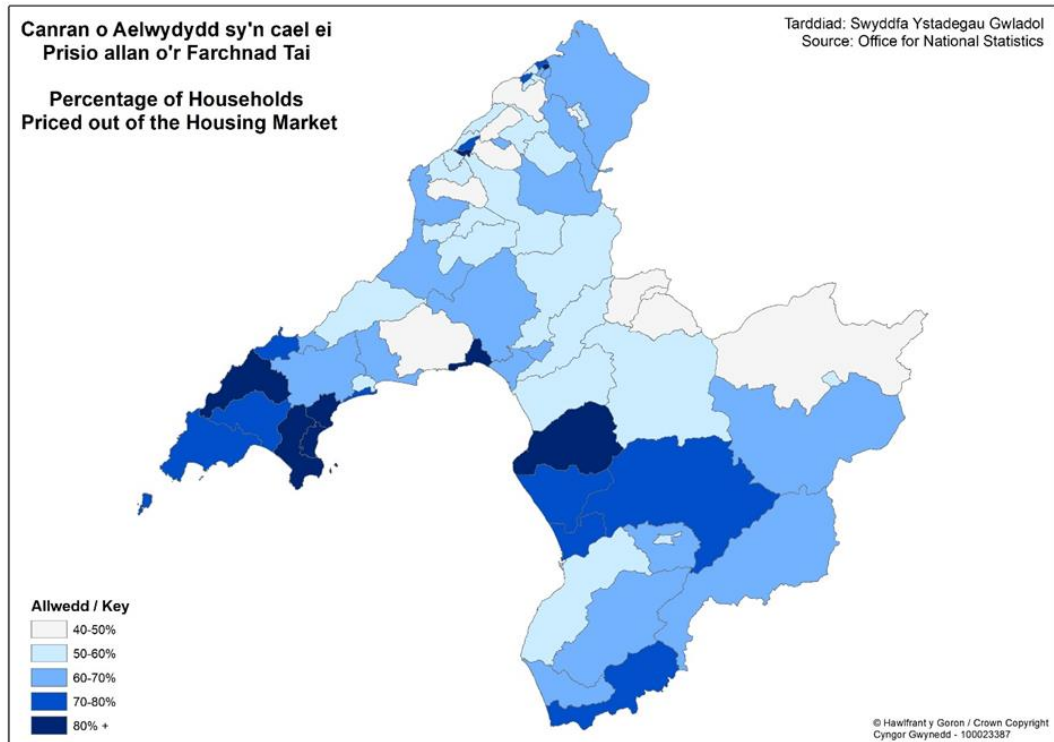 Canran o Aelwydydd sy'n cael ei
Prisio allan o'r Farchnad Tai
Percentage of Households
Priced out of the Housing Market
Tarddiad: Swyddfa Ystadegau Gwladol
Source: Office for National Statistics
Allwedd / Key
40-50%
50-60%
60-70%
70-80%
80% +
© Hawlfraint y Goron / Crown Copyright
Cyngor Gwynedd - 100023387